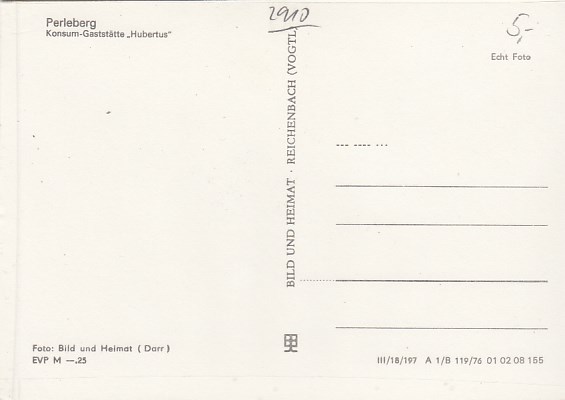 Perleberg
Konsum-Gaststätte „Hubertus"
2910
5,-
Echt Foto
BILD UND HEIMAT · REICHENBACH (VOGTL)
Foto: Bild und Heimat ( Darr )
EVP M —.25
III/18/197 A 1/B 119/76 01 02 08 155